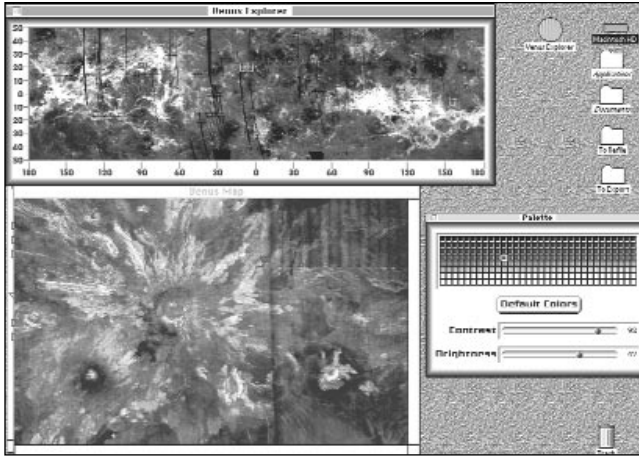 Venus Explorer
50
40
30
20
10
0
10
20
30
40
50
180 150 120 90 60 30 0 30 60 90 120 150 180
Venus Explorer
Macintosh HD
Applications
Documents
To Refile
To Export
Venus Map
Palette
Default Colors
Contrast
Brightness
Trash